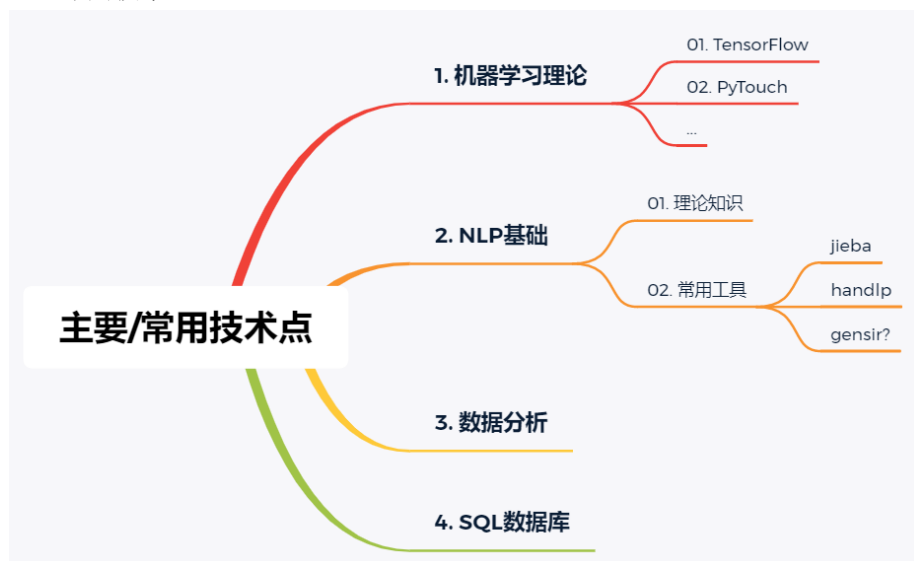 1. 机器学习理论
01. TensorFlow
02. PyTouch
...
2. NLP基础
01. 理论知识
02. 常用工具
jieba
handlp
gensir?
主要/常用技术点
3. 数据分析
4. SQL数据库